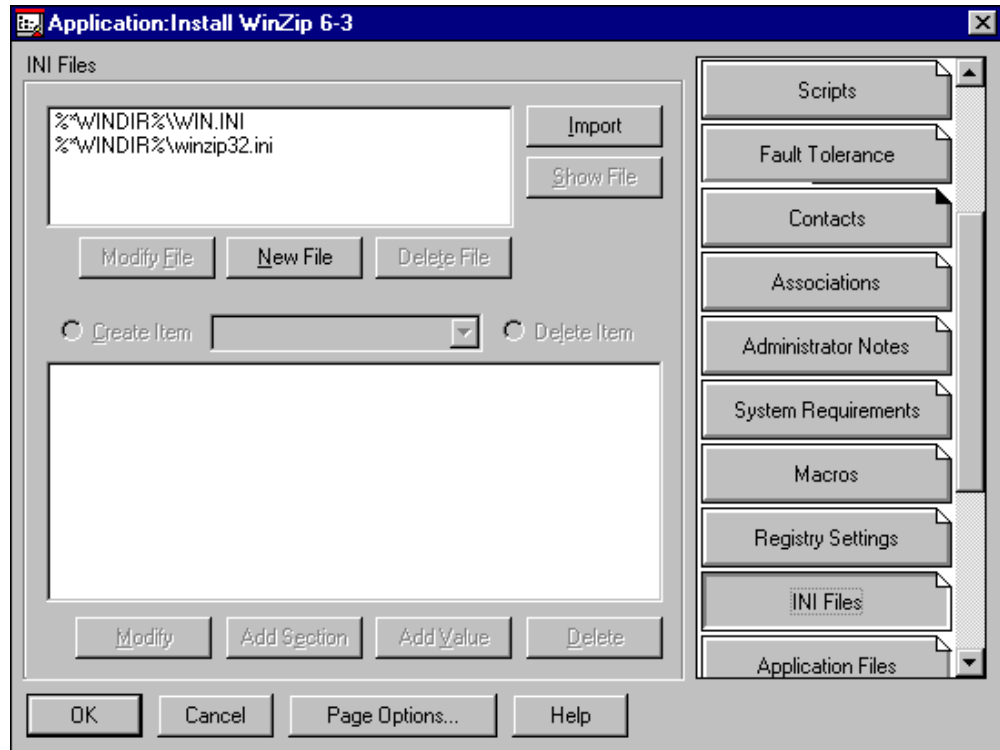 Application:Install WinZip 6-3
INI Files
%*WINDIR%\WIN.INI
%*WINDIR%\winzip32.ini
Import
Show File
Modify File
New File
Delete File
Create Item
Delete Item
Modify
Add Section
Add Value
Delete
Scripts
Fault Tolerance
Contacts
Associations
Administrator Notes
System Requirements
Macros
Registry Settings
INI Files
Application Files
OK
Cancel
Page Options...
Help